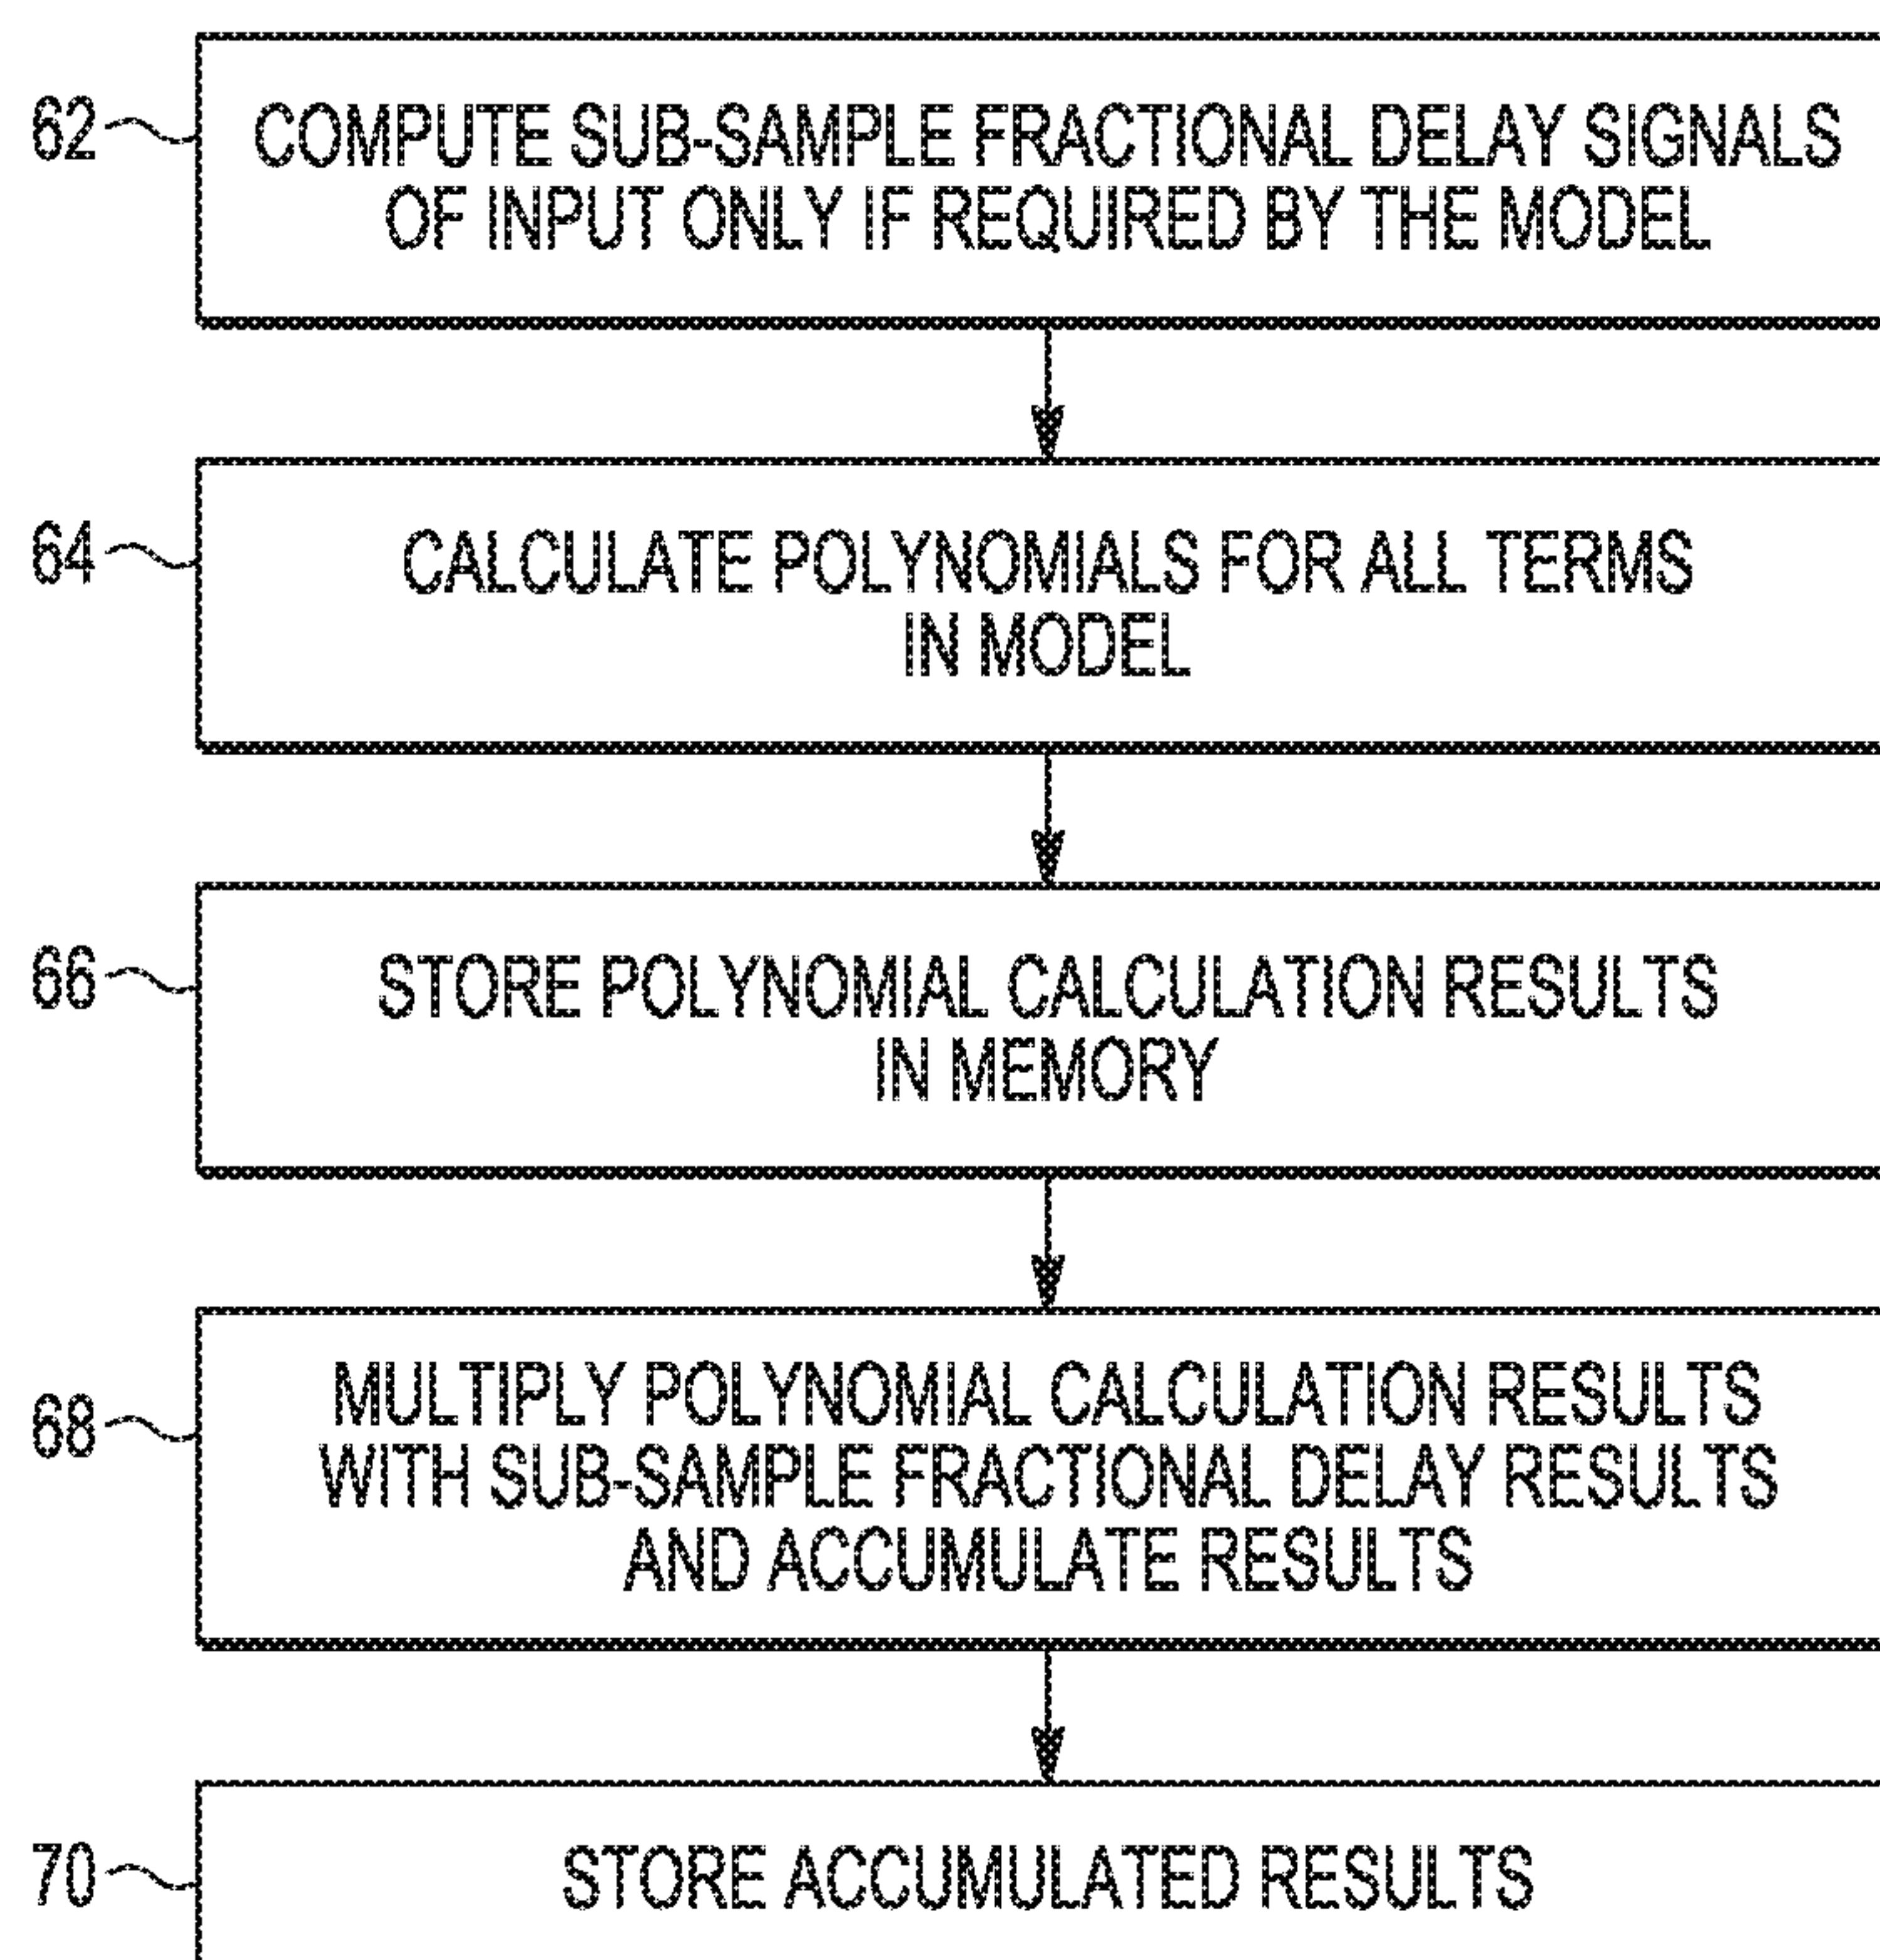 62
COMPUTE SUB-SAMPLE FRACTIONAL DELAY SIGNALS
OF INPUT ONLY IF REQUIRED BY THE MODEL
64
CALCULATE POLYNOMIALS FOR ALL TERMS
IN MODEL
66
STORE POLYNOMIAL CALCULATION RESULTS
IN MEMORY
68
MULTIPLY POLYNOMIAL CALCULATION RESULTS
WITH SUB-SAMPLE FRACTIONAL DELAY RESULTS
AND ACCUMULATE RESULTS
70
STORE ACCUMULATED RESULTS